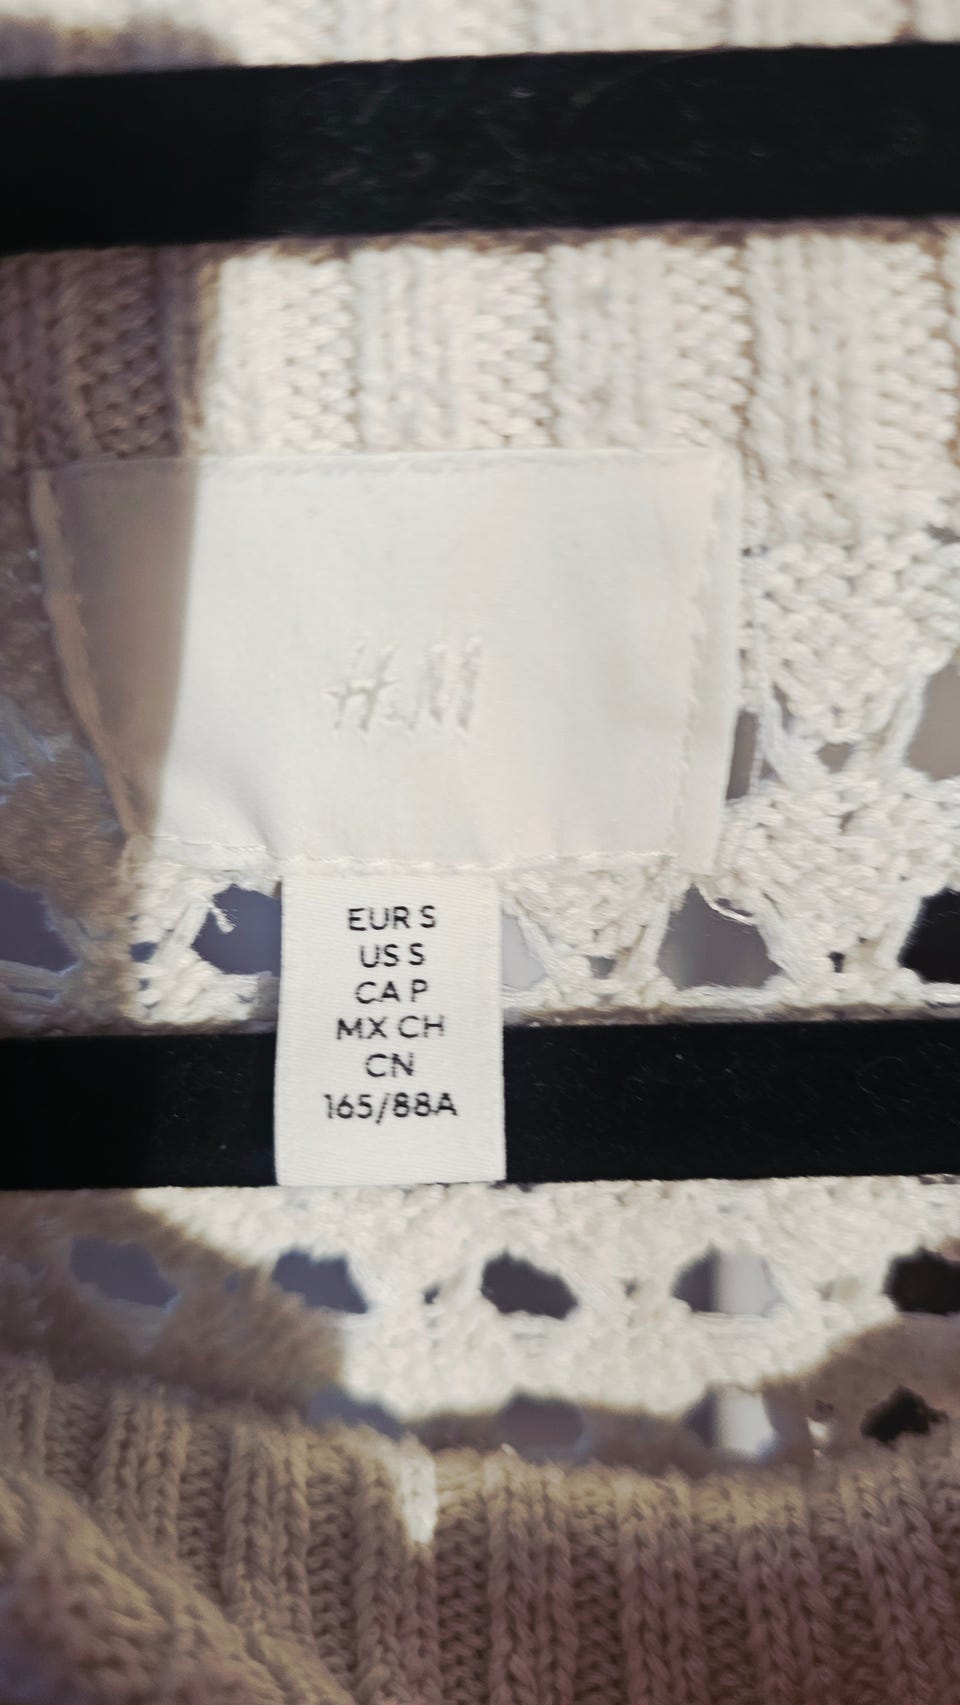 H&M
EUR S
US S
CA P
MX CH
CN
165/88A